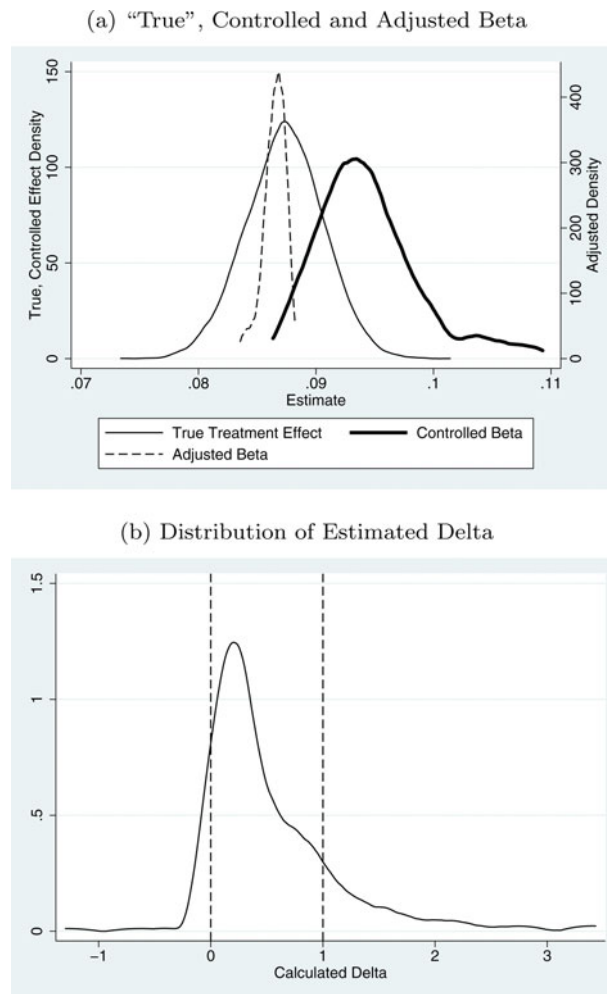 (a) “True”, Controlled and Adjusted Beta
150
100
50
0
True, Controlled Effect Density
400
300
200
100
0
Adjusted Density
.07 .08 .09 .1 .11
Estimate
True Treatment Effect Controlled Beta
Adjusted Beta
(b) Distribution of Estimated Delta
1.5
1
.5
0
−1 0 1 2 3
Calculated Delta